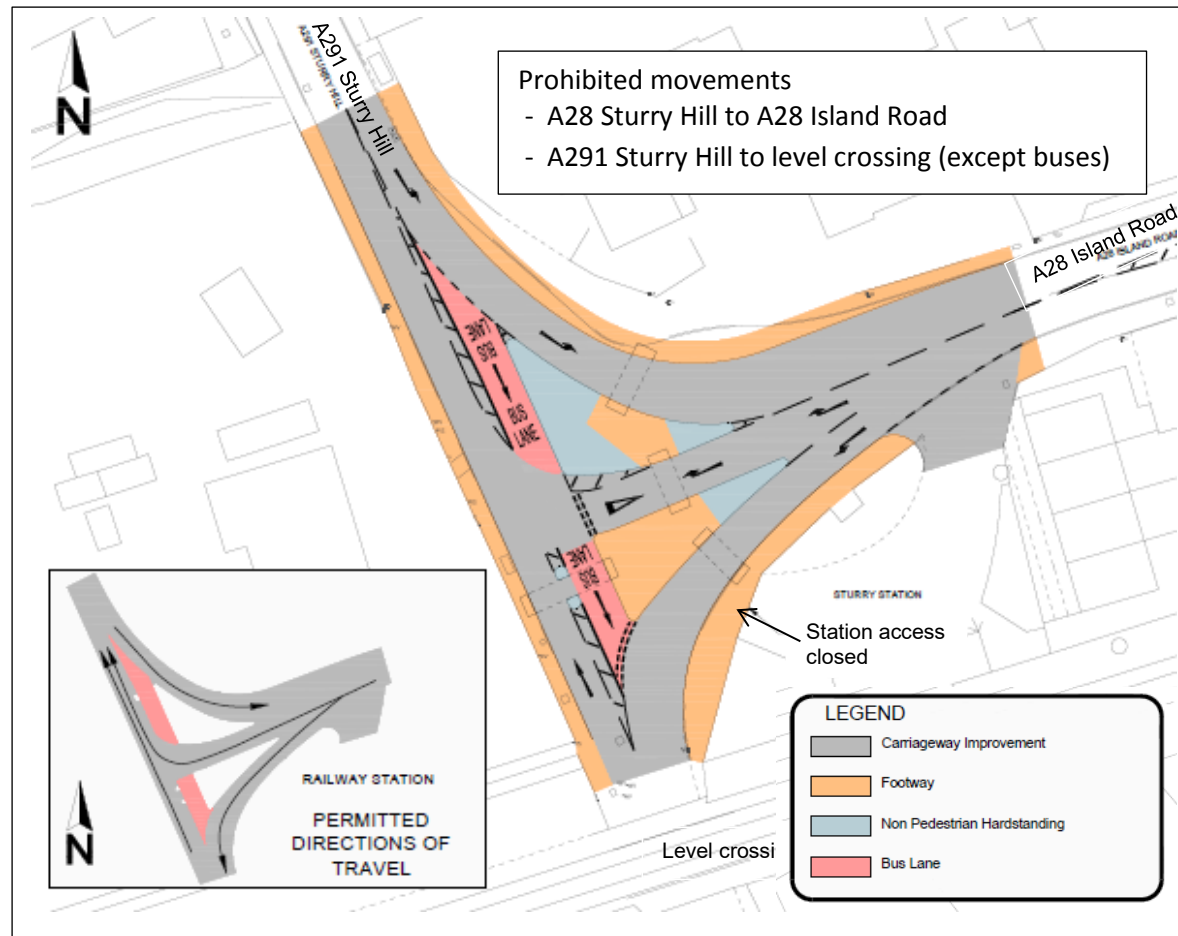 A291 Sturry Hill
A291 STURRY HILL
N
Prohibited movements
- A28 Sturry Hill to A28 Island Road
- A291 Sturry Hill to level crossing (except buses)
A28 Island Road
A28 ISLAND ROAD
BUS
LANE
BUS
LANE
BUS
LANE
STURRY STATION
Station access
closed
RAILWAY STATION
PERMITTED
DIRECTIONS OF
TRAVEL
N
Level crossi
LEGEND
Carriageway Improvement
Footway
Non Pedestrian Hardstanding
Bus Lane